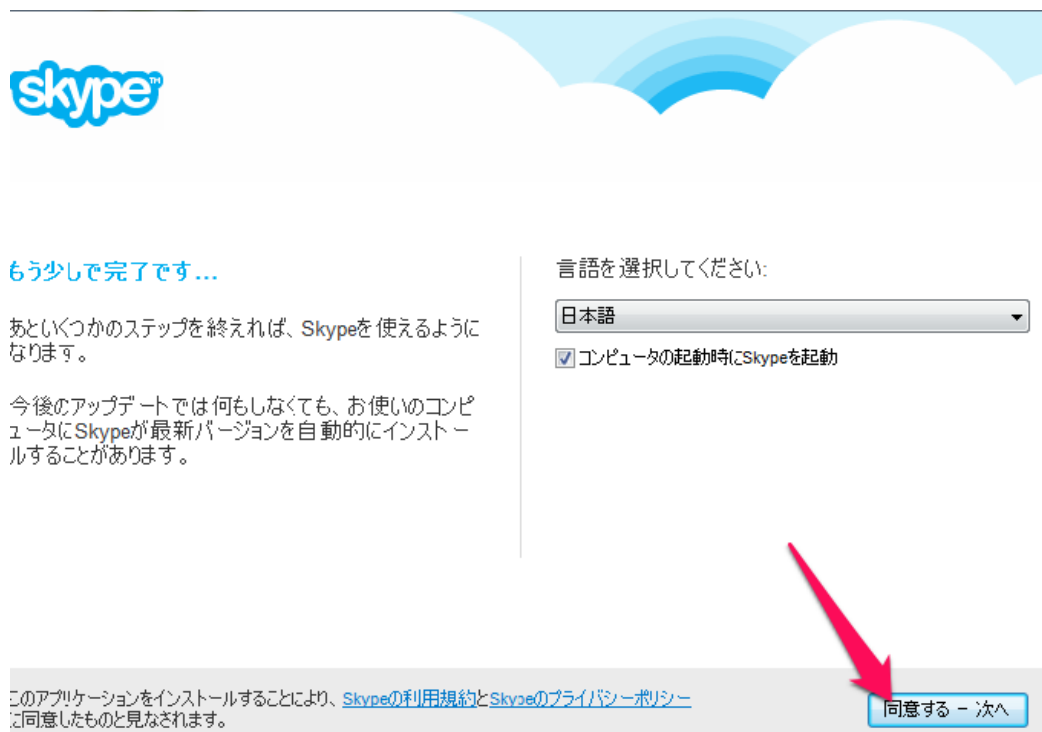 skype™
もう少しで完了です...
あといくつかのステップを終えれば、Skypeを使えるように
なります。
今後のアップデートでは何もしなくても、お使いのコンピ
ュータにSkypeが最新バージョンを自動的にインストー
ルすることがあります。
言語を選択してください:
日本語
コンピュータの起動時にSkypeを起動
このアプリケーションをインストールすることにより、Skypeの利用規約とSkypeのプライバシーポリシー
に同意したものと見なされます。
同意する - 次へ